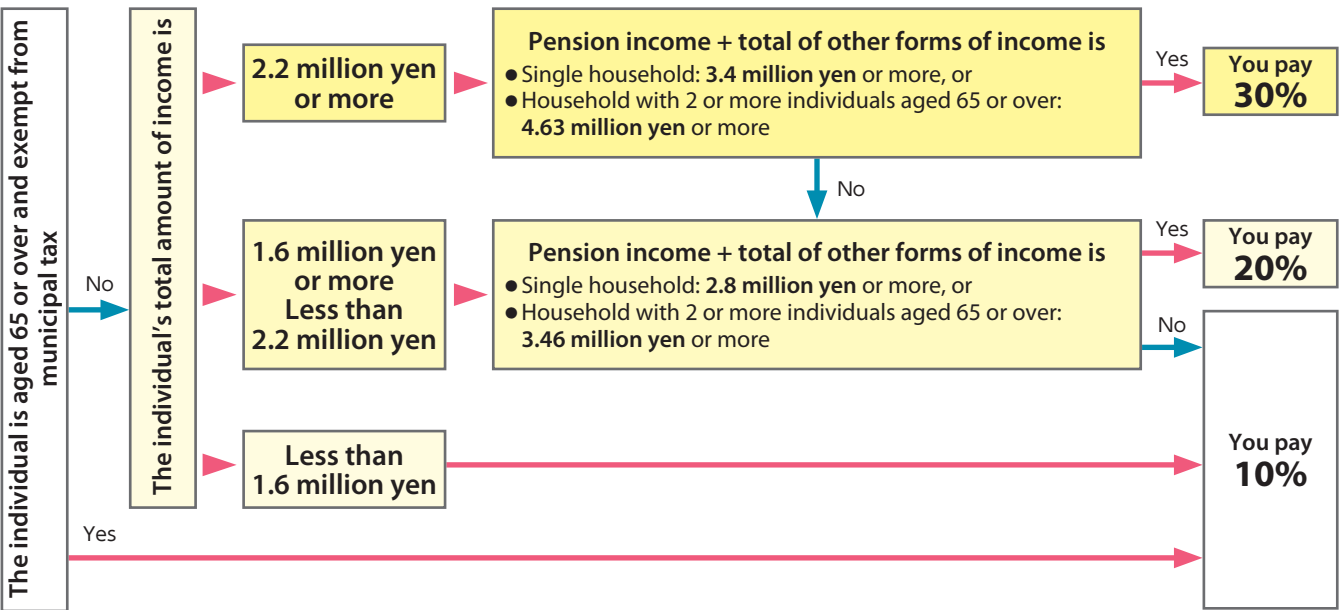 The individual is aged 65 or over and exempt from
municipal tax
No
Yes
The individual's total amount of income is
2.2 million yen
or more
Pension income + total of other forms of income is
● Single household: 3.4 million yen or more, or
● Household with 2 or more individuals aged 65 or over:
4.63 million yen or more
Yes
You pay
30%
No
1.6 million yen
or more
Less than
2.2 million yen
Pension income + total of other forms of income is
● Single household: 2.8 million yen or more, or
● Household with 2 or more individuals aged 65 or over:
3.46 million yen or more
Yes
You pay
20%
No
Less than
1.6 million yen
You pay
10%